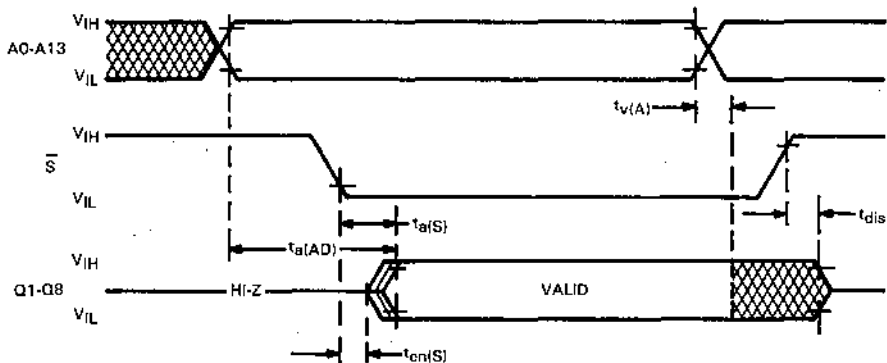 VIH
A0-A13
VIL
tv(A)
VIH
S̅
VIL
ta(S)
tdis
ta(AD)
VIH
Q1-Q8
HI-Z
VALID
VIL
ten(S)